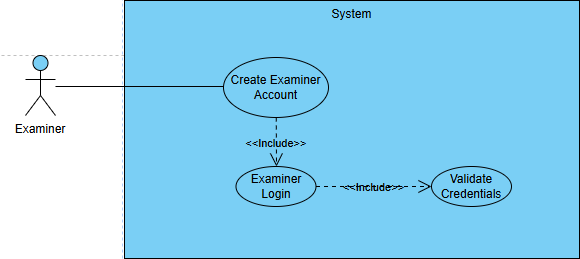 System
Create Examiner
Account
Examiner
<<Include>>
Examiner
Login
<<Include>>
Validate
Credentials